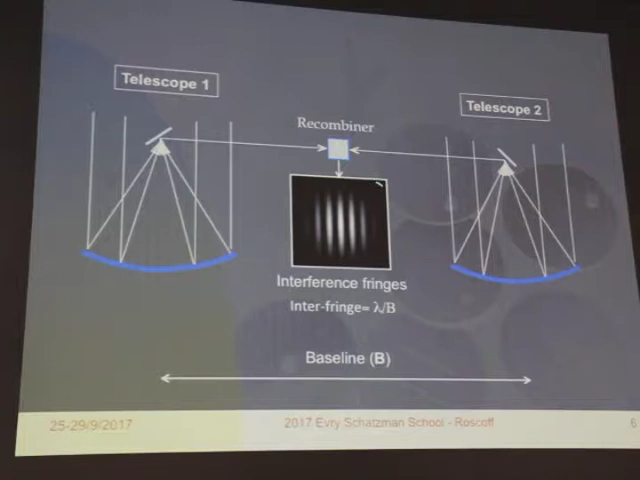 Telescope 1
Telescope 2
Recombiner
Interference fringes
Inter-fringe= λ/B
Baseline (B)
25-29/9/2017
2017 Evry Schatzman School - Roscoff
6